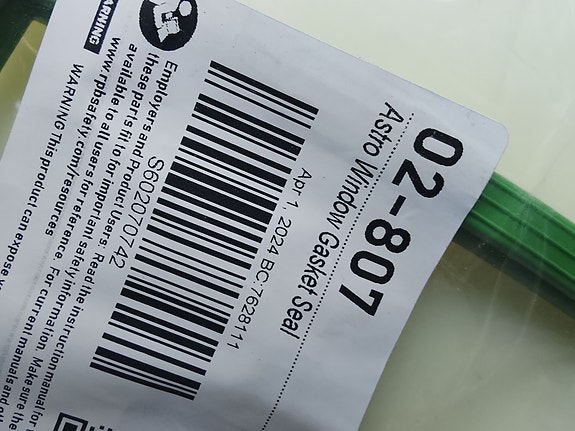 02-807
Astro Window Gasket Seal
Apr 1, 2024 BC:7628111
S602070742
Employers and Product Users: Read the instruction manual for
these parts fit to for important safety information. Make sure the
available to all users for reference. For current manuals and
www.rpbsafety.com/resources
WARNING
WARNING This product can expose